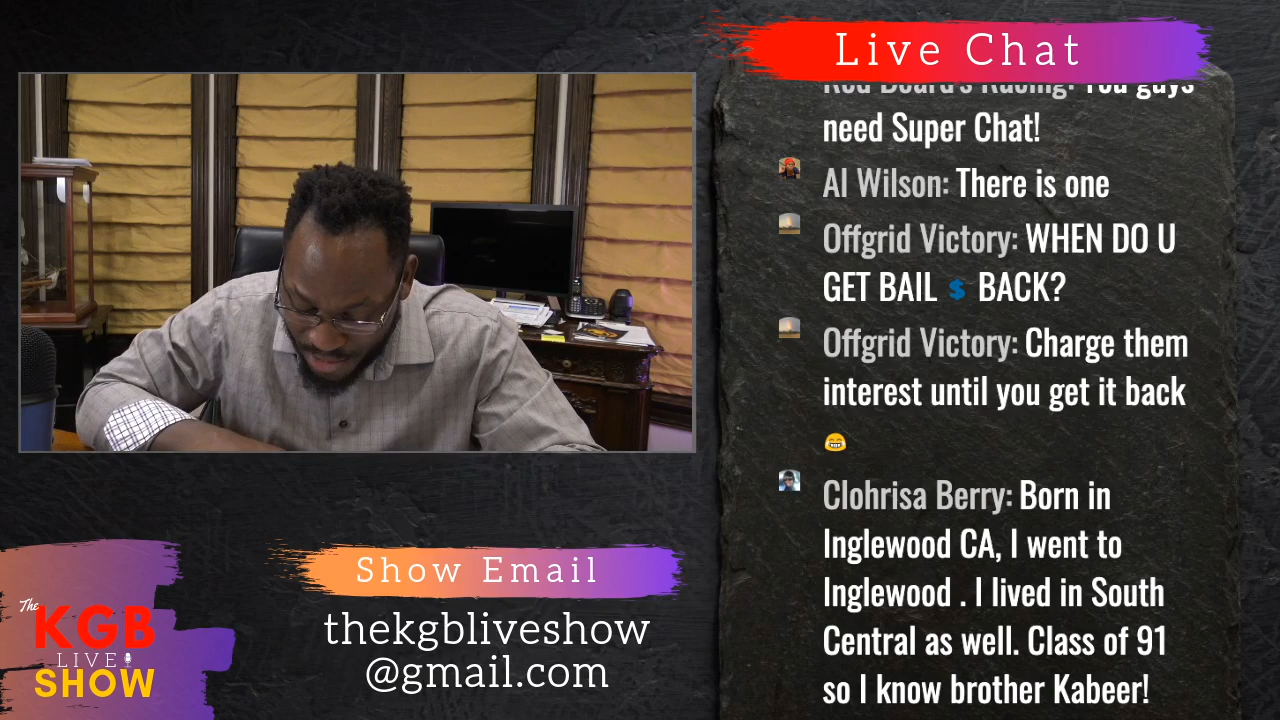 Live Chat
You guys
need Super Chat!
Al Wilson: There is one
Offgrid Victory: WHEN DO U
GET BAIL 💲 BACK?
Offgrid Victory: Charge them
interest until you get it back
😂
Clohrisa Berry: Born in
Inglewood CA, I went to
Inglewood . I lived in South
Central as well. Class of 91
so I know brother Kabeer!
Show Email
thekgbliveshow
@gmail.com
The
KGB
LIVE
SHOW